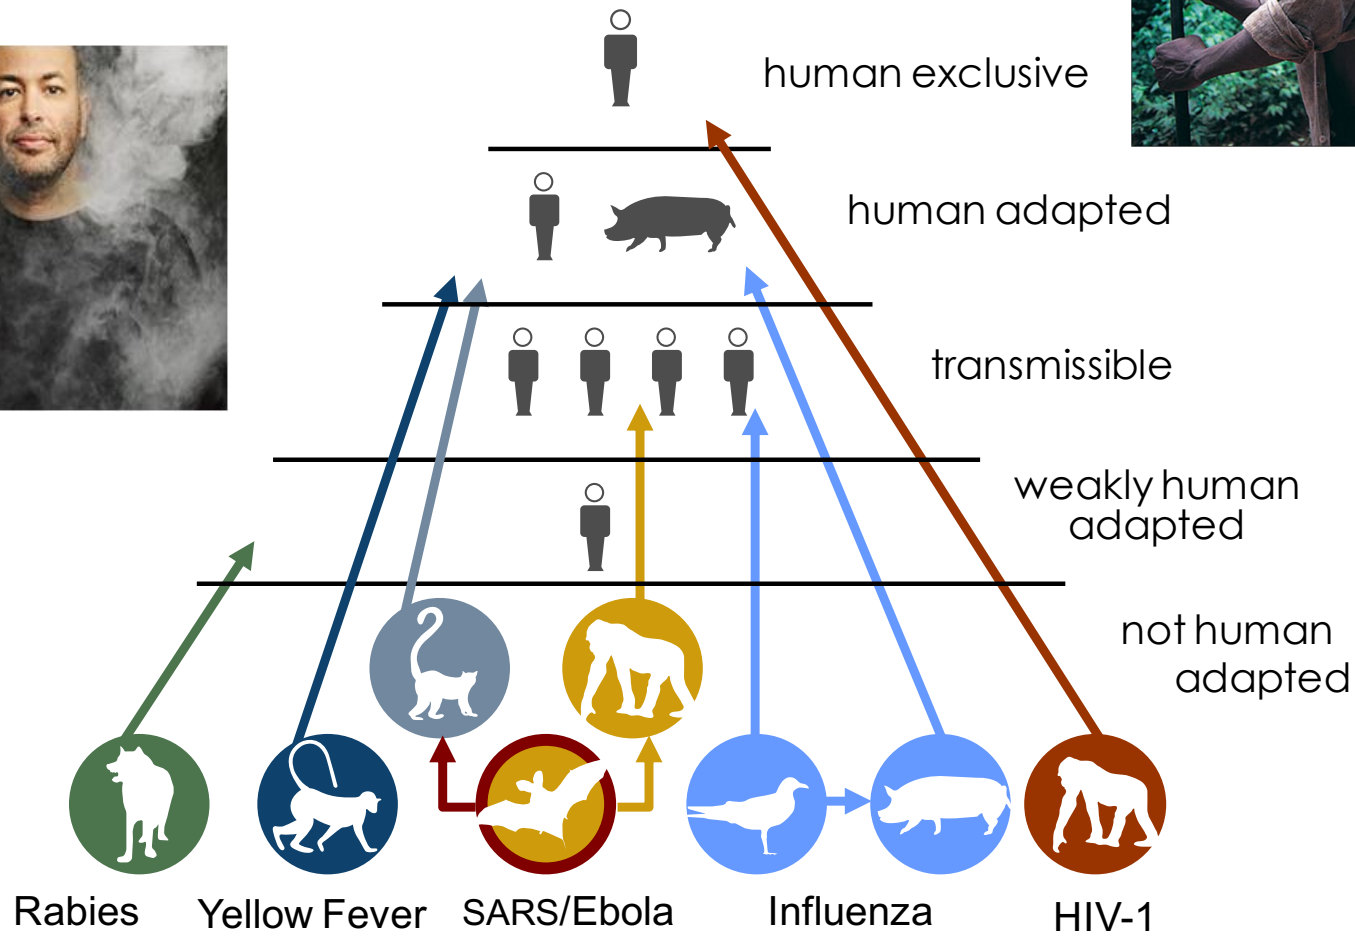 human exclusive
human adapted
transmissible
weakly human
adapted
not human
adapted
Rabies
Yellow Fever
SARS/Ebola
Influenza
HIV-1